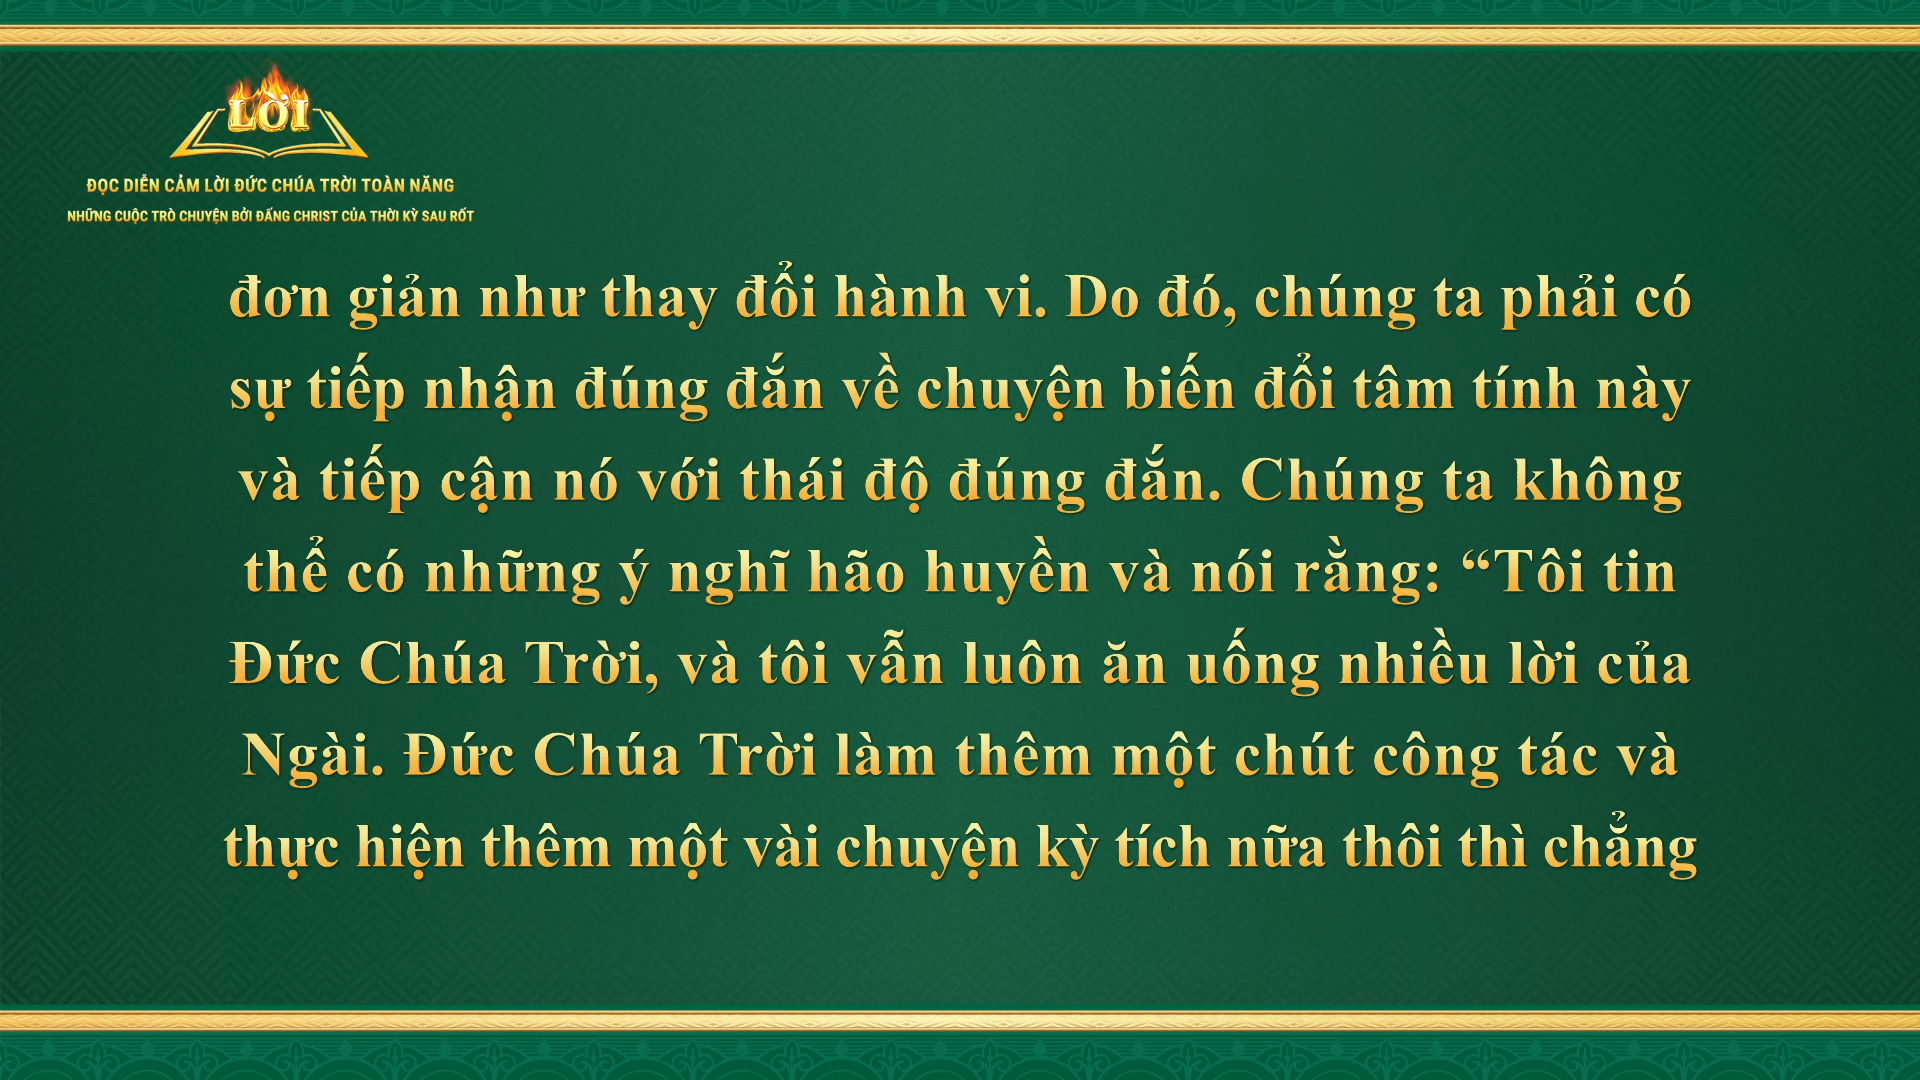 LỜI
ĐỌC DIỄN CẢM LỜI ĐỨC CHÚA TRỜI TOÀN NĂNG
NHỮNG CUỘC TRÒ CHUYỆN BỞI ĐẤNG CHRIST CỦA THỜI KỲ SAU RỐT
đơn giản như thay đổi hành vi. Do đó, chúng ta phải có
sự tiếp nhận đúng đắn về chuyện biến đổi tâm tính này
và tiếp cận nó với thái độ đúng đắn. Chúng ta không
thể có những ý nghĩ hão huyền và nói rằng: “Tôi tin
Đức Chúa Trời, và tôi vẫn luôn ăn uống nhiều lời của
Ngài. Đức Chúa Trời làm thêm một chút công tác và
thực hiện thêm một vài chuyện kỳ tích nữa thôi thì chẳng